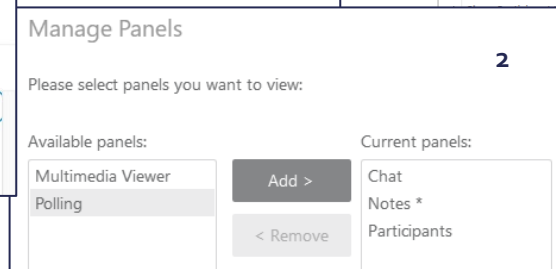 Manage Panels
2
Please select panels you want to view:
Available panels:
Current panels:
Multimedia Viewer
Polling
Add >
< Remove
Chat
Notes *
Participants